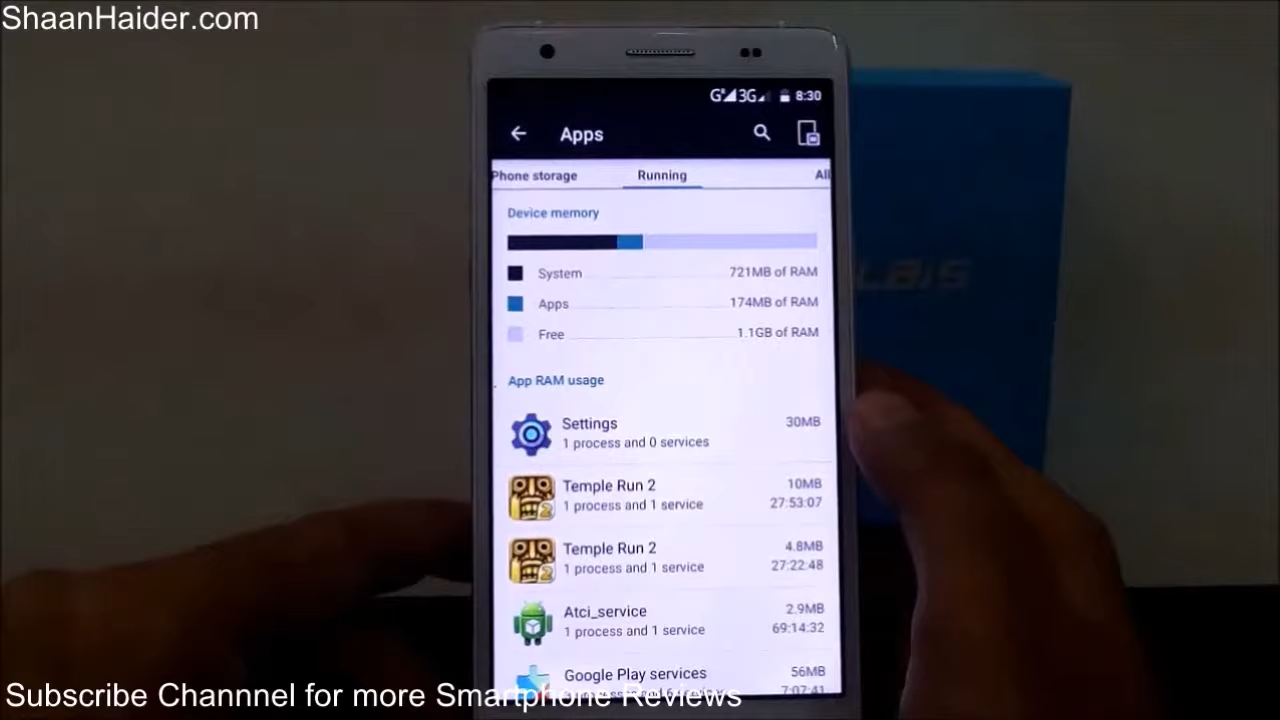 ShaanHaider.com
G 3G 8:30
Apps
Phone storage Running All
Device memory
System 721MB of RAM
Apps 174MB of RAM
Free 1.1GB of RAM
App RAM usage
Settings 30MB
1 process and 0 services
Temple Run 2 10MB
1 process and 1 service 27:53:07
Temple Run 2 4.8MB
1 process and 1 service 27:22:48
Atci_service 2.9MB
1 process and 1 service 69:14:32
Google Play services 56MB
7:07:41
Subscribe Channnel for more Smartphone Reviews